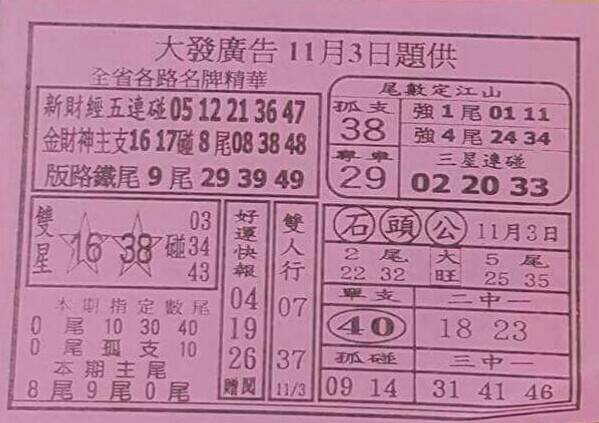 大發廣告 11月3日題供
全省各路名牌精華
新財經五連碰 05 12 21 36 47
金財神主支 16 17 碰 8 尾 08 38 48
版路鐵尾 9 尾 29 39 49
尾數定江山
孤支
38
強 1 尾 01 11
強 4 尾 24 34
專車
29
三星連碰
02 20 33
雙星
16 38 碰
03
34
43
本期指定數尾
0 尾 10 30 40
0 尾 孤 支 10
本期主尾
8 尾 9 尾 0 尾
好運快報
04
19
26
贈閱
雙人行
07
37
11/3
石頭公 11月3日
2 尾
22 32
大旺
5 尾
25 35
單支
40
二中一
18 23
孤碰
09 14
三中一
31 41 46